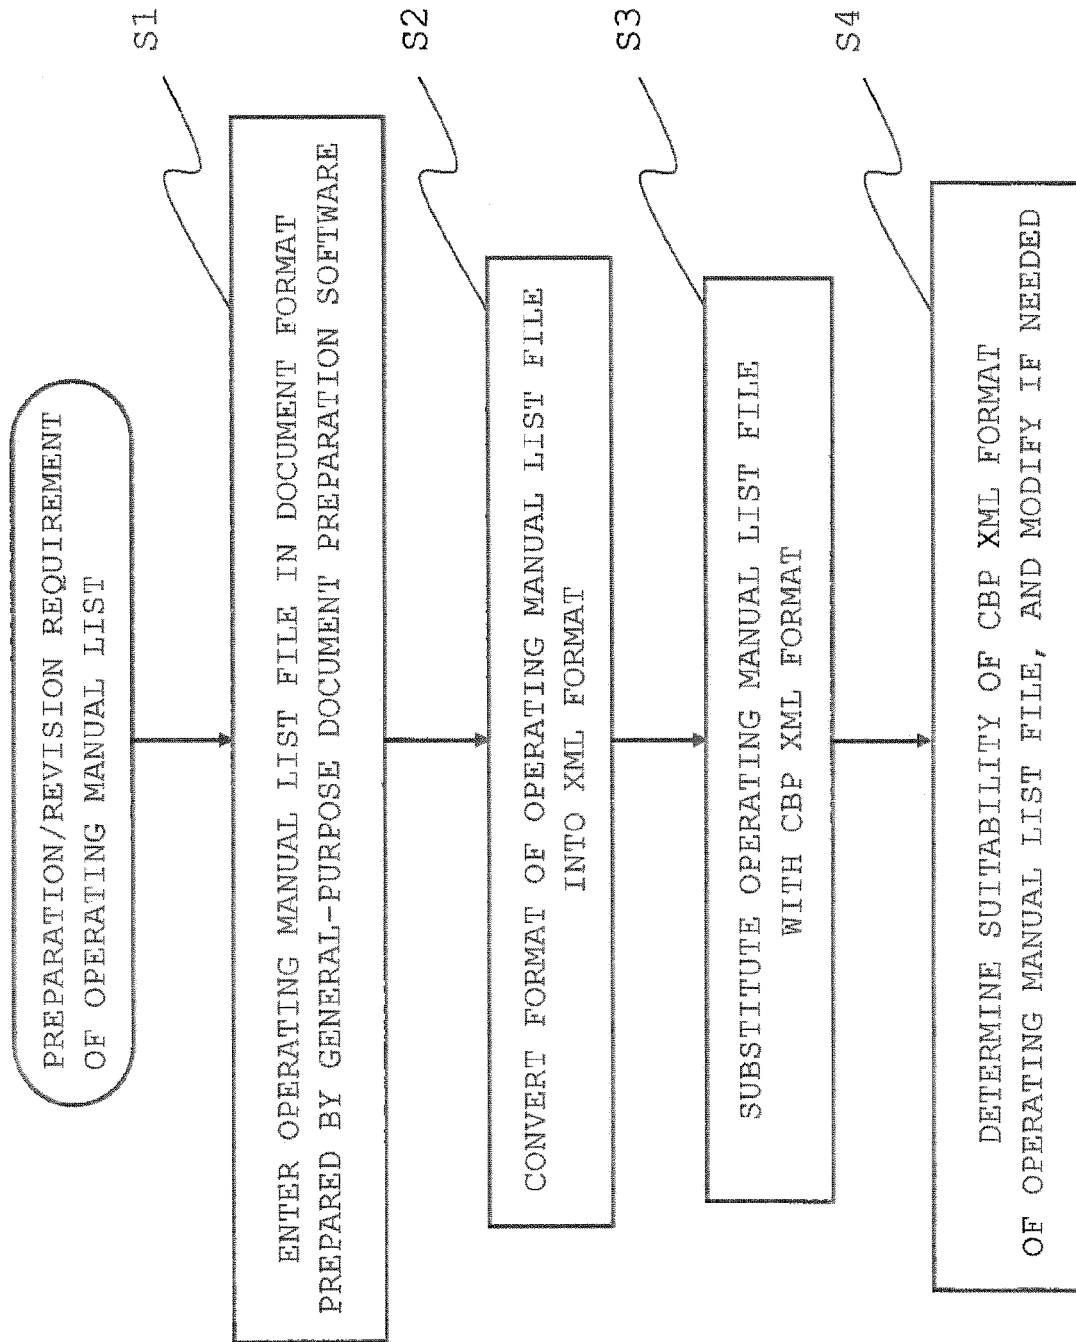 PREPARATION/REVISION REQUIREMENT
OF OPERATING MANUAL LIST
S1
ENTER OPERATING MANUAL LIST FILE IN DOCUMENT FORMAT
PREPARED BY GENERAL-PURPOSE DOCUMENT PREPARATION SOFTWARE
S2
CONVERT FORMAT OF OPERATING MANUAL LIST FILE
INTO XML FORMAT
S3
SUBSTITUTE OPERATING MANUAL LIST FILE
WITH CBP XML FORMAT
S4
DETERMINE SUITABILITY OF CBP XML FORMAT
OF OPERATING MANUAL LIST FILE, AND MODIFY IF NEEDED